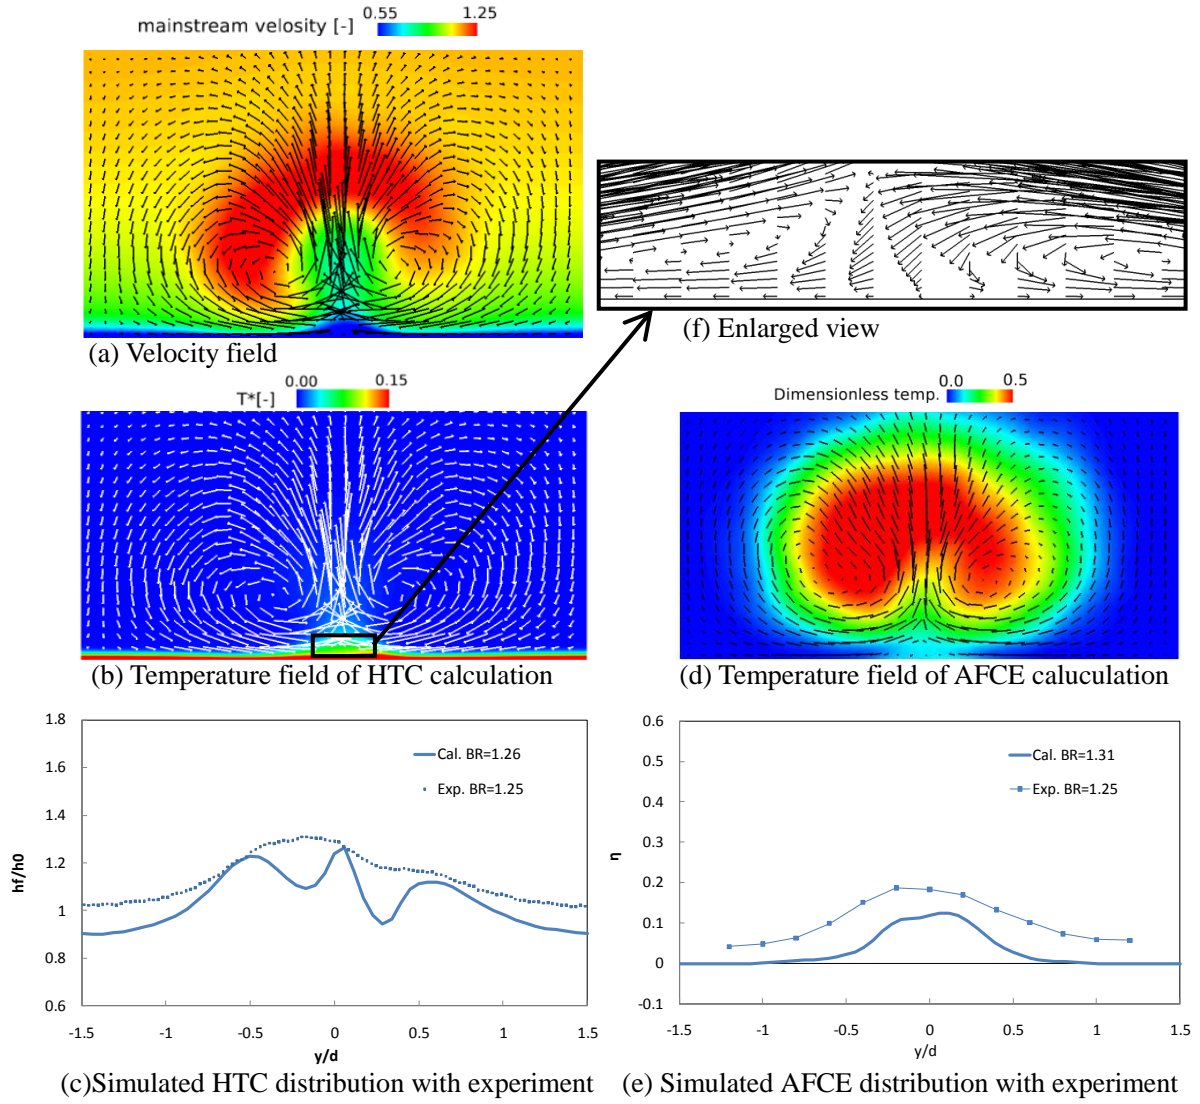 mainstream velosity [-]
0.55 1.25
(a) Velocity field
(f) Enlarged view
T*[-]
0.00 0.15
(b) Temperature field of HTC calculation
Dimensionless temp.
0.0 0.5
(d) Temperature field of AFCE caluculation
1.8
1.6
1.4
1.2
1
0.8
0.6
hf/h0
Cal. BR=1.26
Exp. BR=1.25
-1.5 -1 -0.5 0 0.5 1 1.5
y/d
(c)Simulated HTC distribution with experiment
0.6
0.5
0.4
0.3
0.2
0.1
0
-0.1
η
Cal. BR=1.31
Exp. BR=1.25
-1.5 -1 -0.5 0 0.5 1 1.5
y/d
(e) Simulated AFCE distribution with experiment